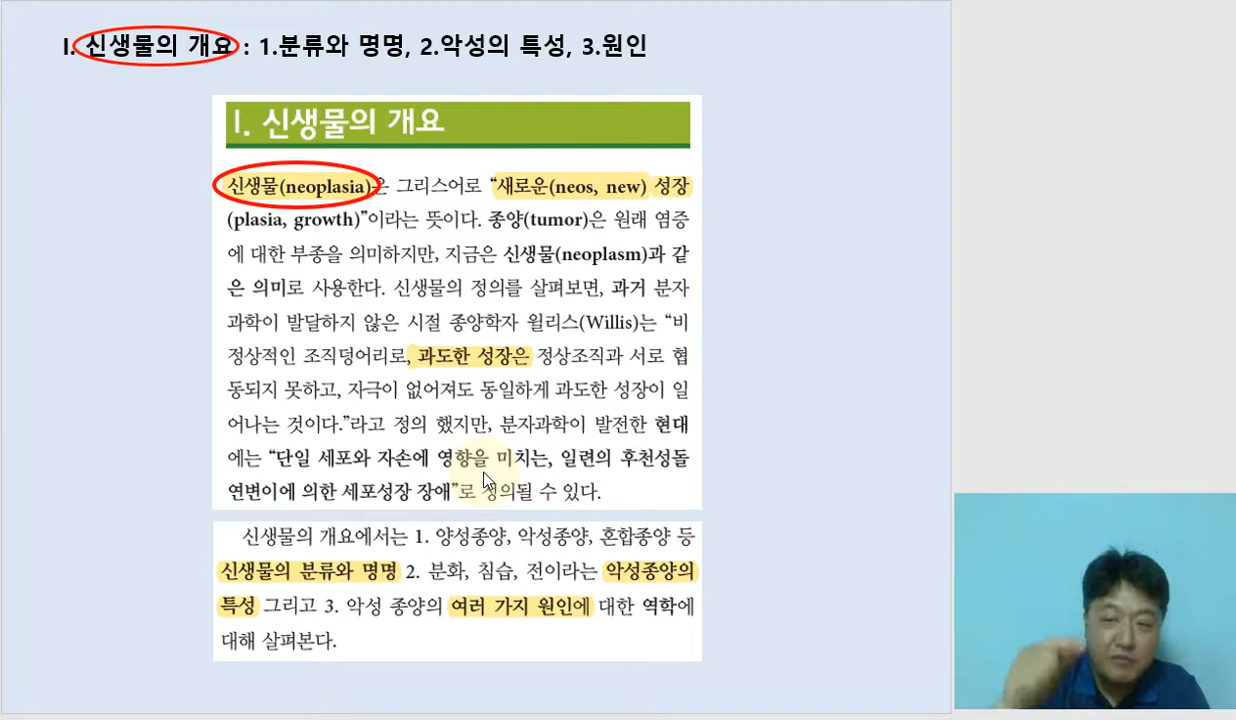 I. 신생물의 개요 : 1.분류와 명명, 2.악성의 특성, 3.원인
I. 신생물의 개요
신생물(neoplasia)은 그리스어로 “새로운(neos, new) 성장
(plasia, growth)”이라는 뜻이다. 종양(tumor)은 원래 염증
에 대한 부종을 의미하지만, 지금은 신생물(neoplasm)과 같
은 의미로 사용한다. 신생물의 정의를 살펴보면, 과거 분자
과학이 발달하지 않은 시절 종양학자 윌리스(Willis)는 “비
정상적인 조직덩어리로, 과도한 성장은 정상조직과 서로 협
동되지 못하고, 자극이 없어져도 동일하게 과도한 성장이 일
어나는 것이다.”라고 정의 했지만, 분자과학이 발전한 현대
에는 “단일 세포와 자손에 영향을 미치는, 일련의 후천성돌
연변이에 의한 세포성장 장애”로 정의될 수 있다.
신생물의 개요에서는 1. 양성종양, 악성종양, 혼합종양 등
신생물의 분류와 명명 2. 분화, 침습, 전이라는 악성종양의
특성 그리고 3. 악성 종양의 여러 가지 원인에 대한 역학에
대해 살펴본다.